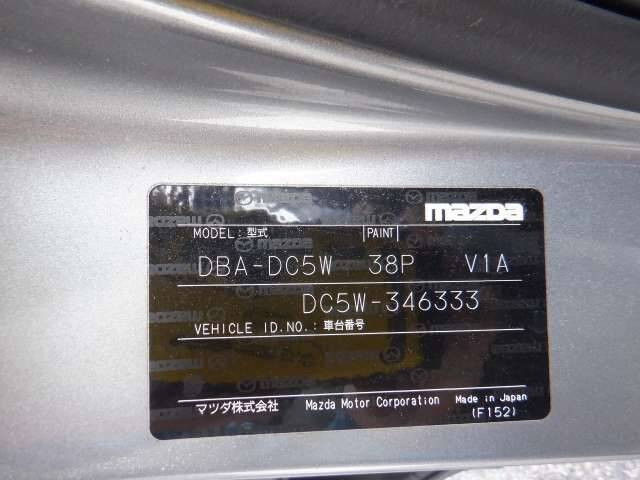 mazDa
MODEL: 型式 PAINT
DBA-DC5W 38P V1A
DC5W-346333
VEHICLE ID.NO.: 車台番号
マツダ株式会社 Mazda Motor Corporation Made in Japan
(F152)